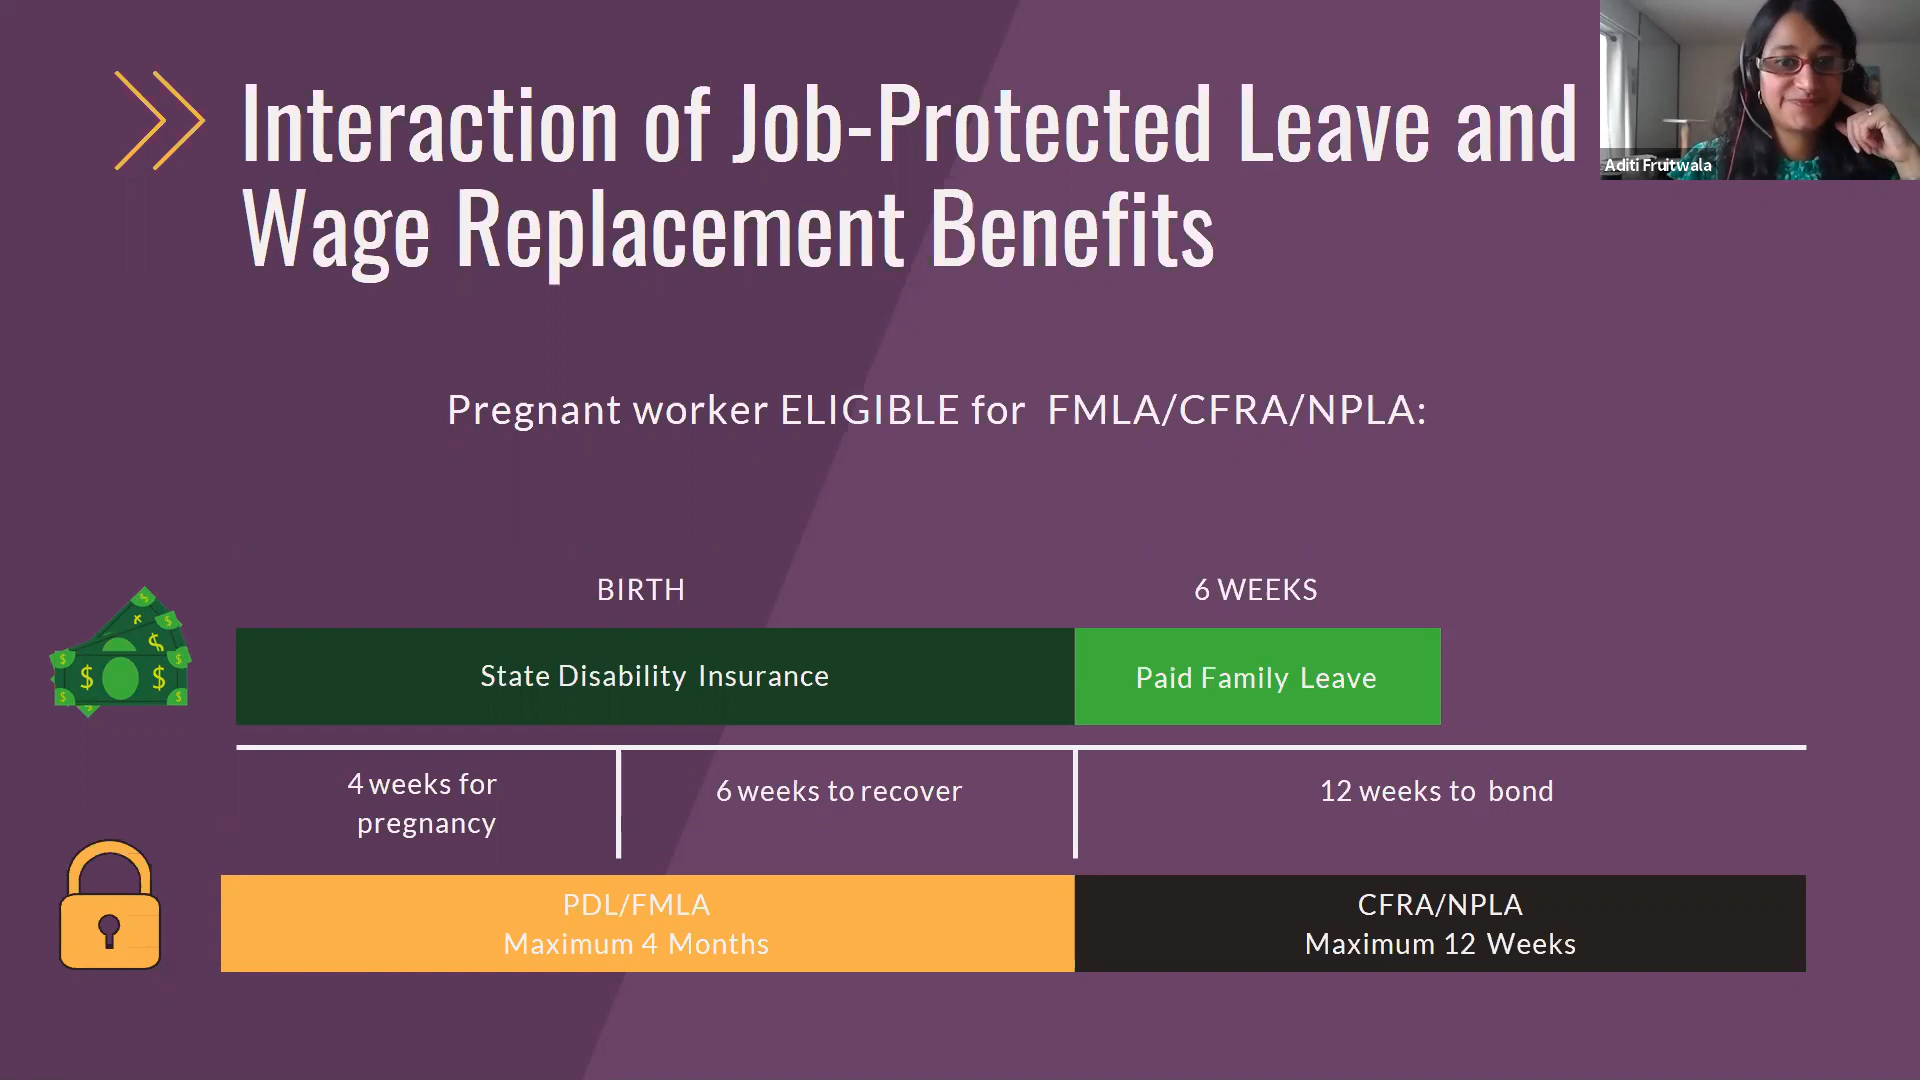 Interaction of Job-Protected Leave and
Wage Replacement Benefits
Aditi Fruitwala
Pregnant worker ELIGIBLE for FMLA/CFRA/NPLA:
BIRTH
6 WEEKS
State Disability Insurance
Paid Family Leave
4 weeks for
pregnancy
6 weeks to recover
12 weeks to bond
PDL/FMLA
Maximum 4 Months
CFRA/NPLA
Maximum 12 Weeks